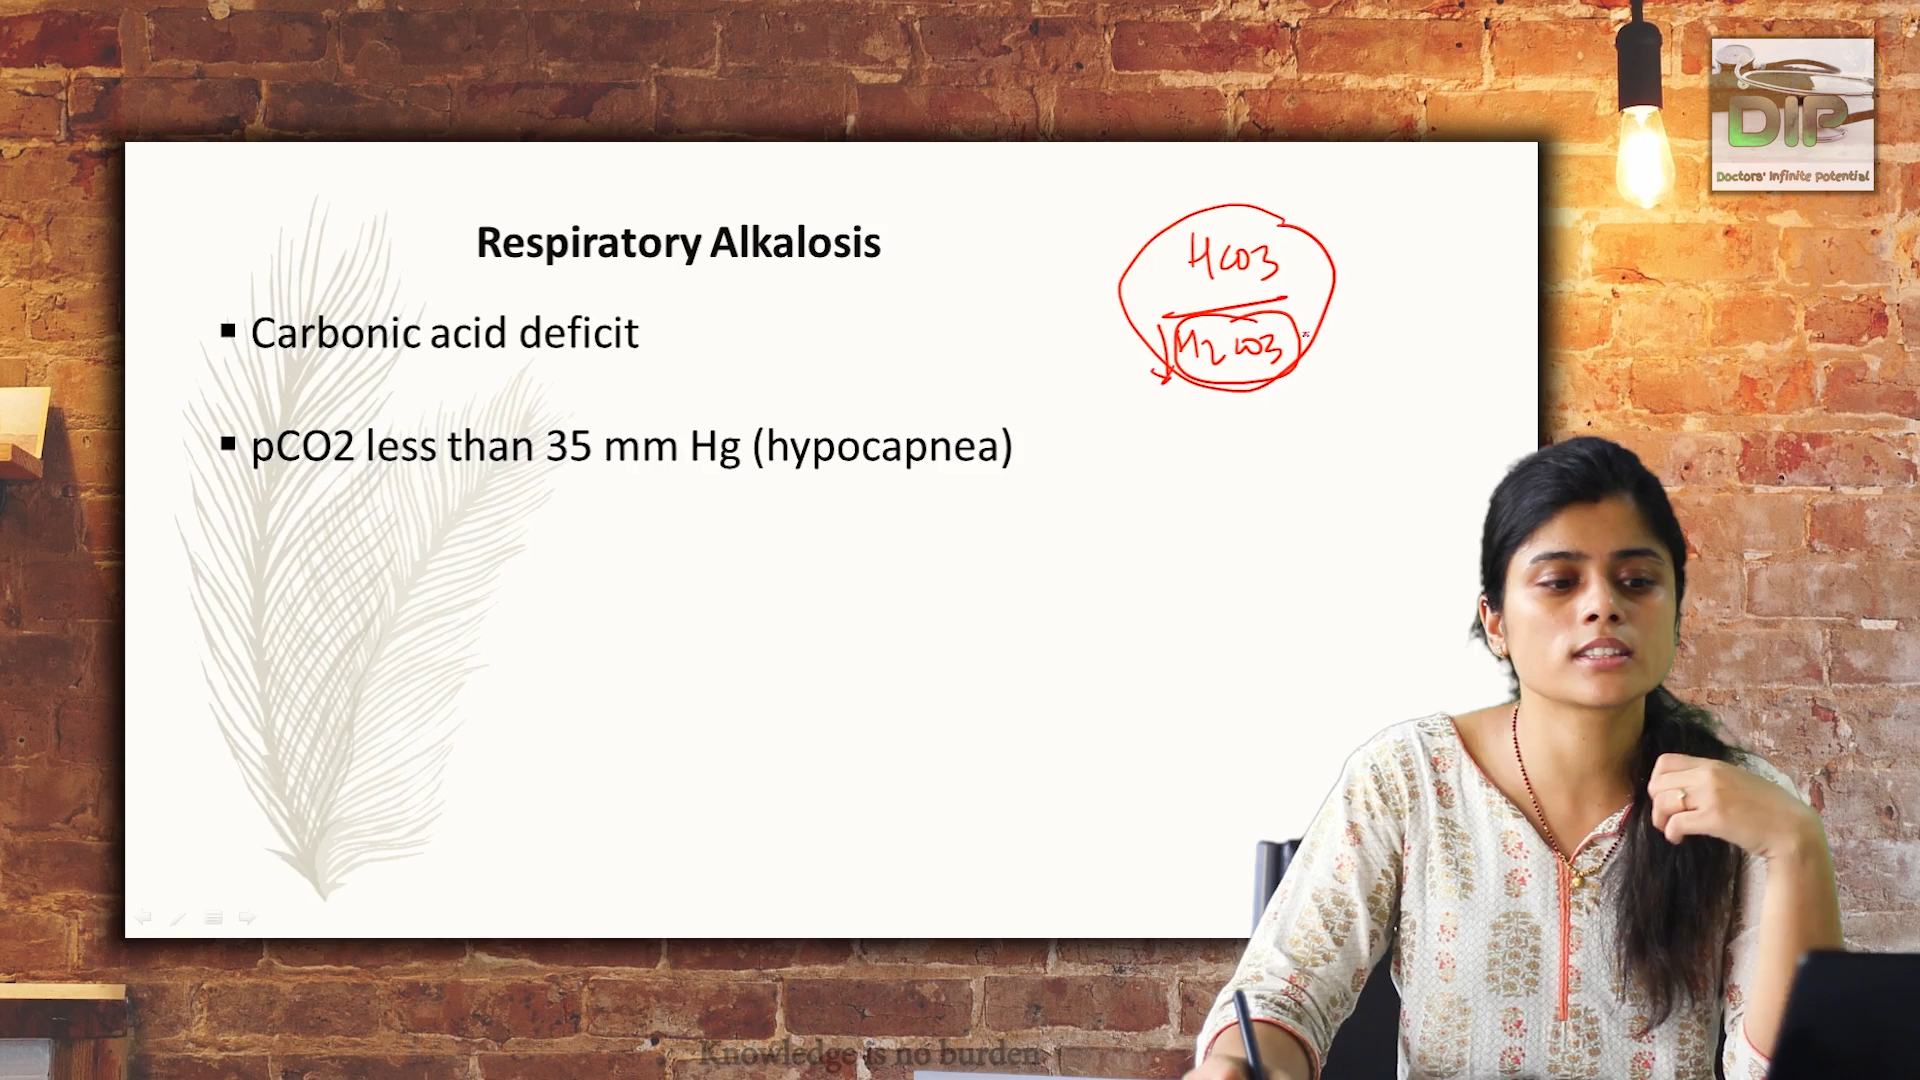 DIP
Doctors' Infinite Potential
Respiratory Alkalosis
HCO3
H2CO3
▪ Carbonic acid deficit
▪ pCO2 less than 35 mm Hg (hypocapnea)
Knowledge is no burden